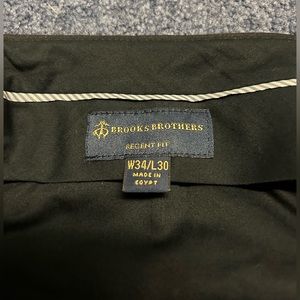 BROOKS BROTHERS
REGENT FIT
W34/L30
MADE IN
EGYPT